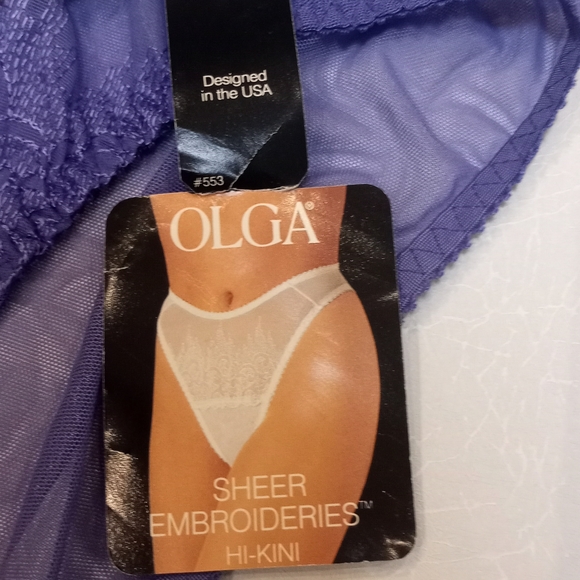 Designed
in the USA
#553
OLGA®
SHEER
EMBROIDERIES™
HI-KINI